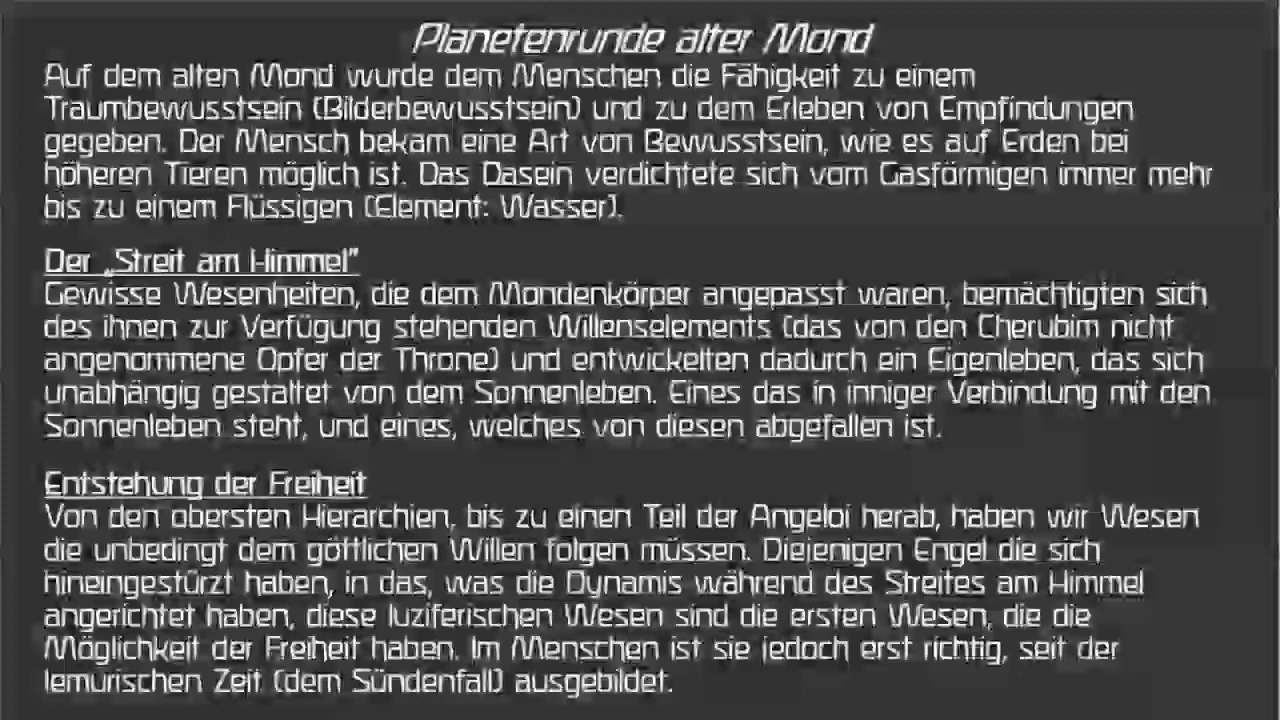 Planetenrunde alter Mond
Auf dem alten Mond wurde dem Menschen die Fähigkeit zu einem
Traumbewusstsein (Bilderbewusstsein) und zu dem Erleben von Empfindungen
gegeben. Der Mensch bekam eine Art von Bewusstsein, wie es auf Erden bei
höheren Tieren möglich ist. Das Dasein verdichtete sich vom Gasförmigen immer mehr
bis zu einem Flüssigen (Element: Wasser).
Der „Streit am Himmel”
Gewisse Wesenheiten, die dem Mondenkörper angepasst waren, bemächtigten sich
des ihnen zur Verfügung stehenden Willenselements (das von den Cherubim nicht
angenommene Opfer der Throne) und entwickelten dadurch ein Eigenleben, das sich
unabhängig gestaltet von dem Sonnenleben. Eines das in inniger Verbindung mit den
Sonnenleben steht, und eines, welches von diesen abgefallen ist.
Entstehung der Freiheit
Von den obersten Hierarchien, bis zu einen Teil der Angeloi herab, haben wir Wesen
die unbedingt dem göttlichen Willen folgen müssen. Diejenigen Engel die sich
hineingestürzt haben, in das, was die Dynamis während des Streites am Himmel
angerichtet haben, diese luziferischen Wesen sind die ersten Wesen, die die
Möglichkeit der Freiheit haben. Im Menschen ist sie jedoch erst richtig, seit der
lemurischen Zeit (dem Sündenfall) ausgebildet.